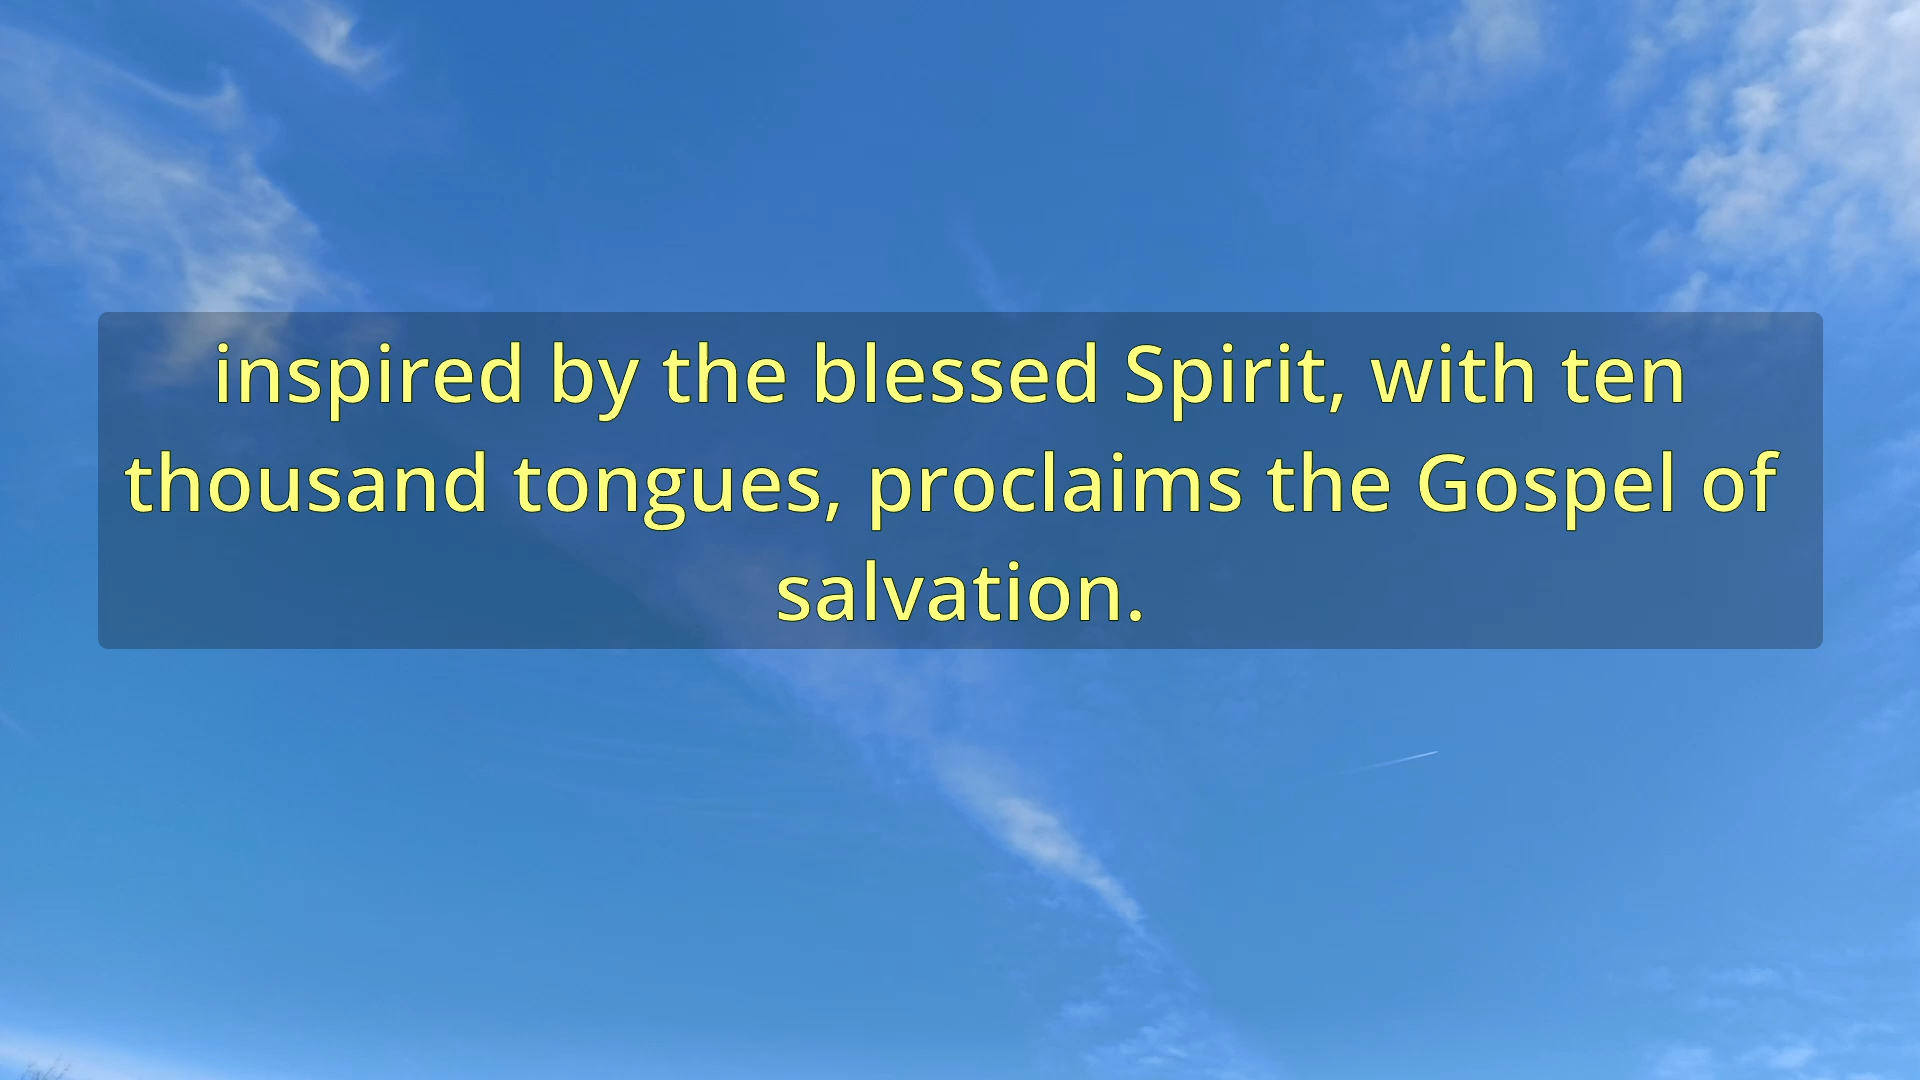 inspired by the blessed Spirit, with ten
thousand tongues, proclaims the Gospel of
salvation.